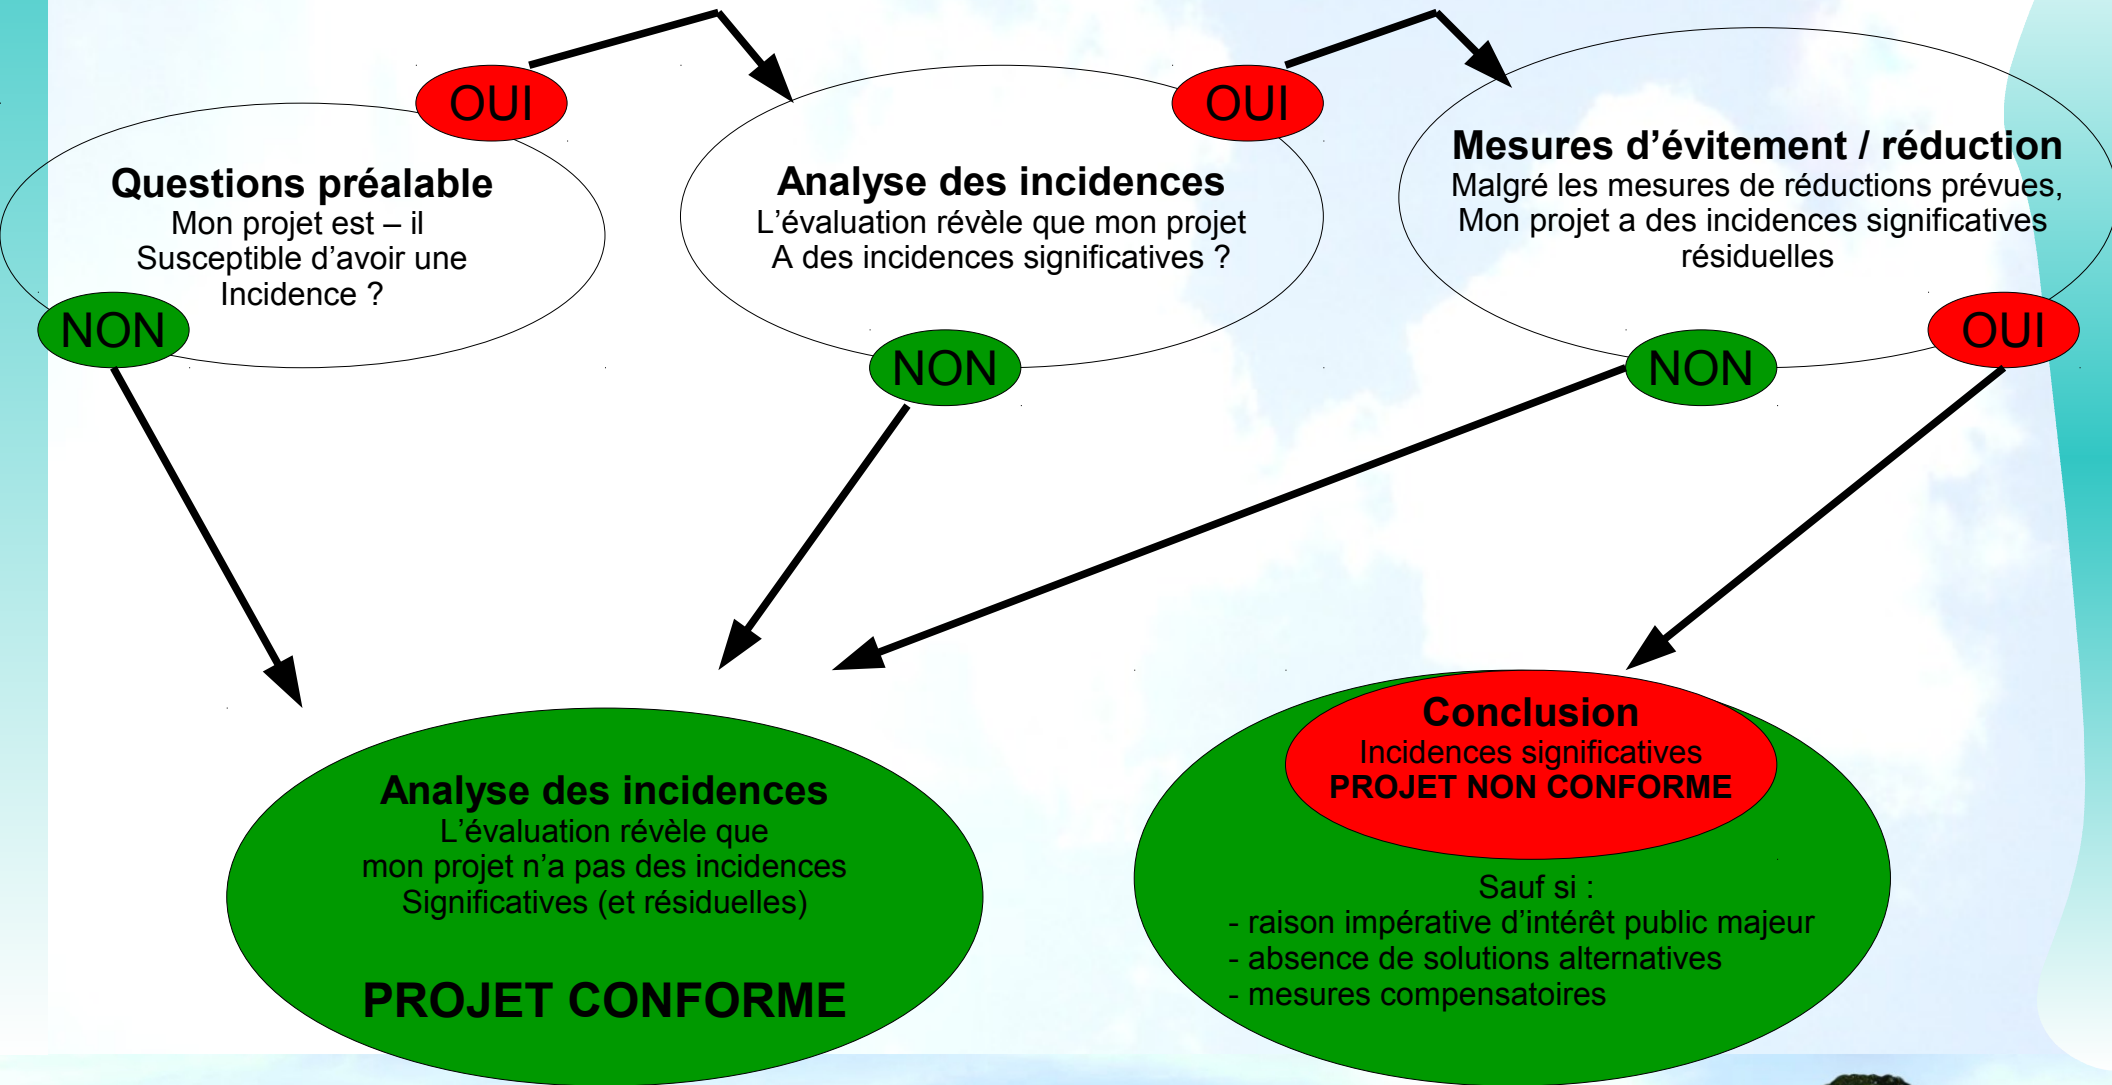 OUI
Questions préalable
Mon projet est – il
Susceptible d'avoir une
Incidence ?
NON
OUI
Analyse des incidences
L'évaluation révèle que mon projet
A des incidences significatives ?
NON
Mesures d'évitement / réduction
Malgré les mesures de réductions prévues,
Mon projet a des incidences significatives
résiduelles
NON
OUI
Analyse des incidences
L'évaluation révèle que
mon projet n'a pas des incidences
Significatives (et résiduelles)
PROJET CONFORME
Conclusion
Incidences significatives
PROJET NON CONFORME
Sauf si :
- raison impérative d'intérêt public majeur
- absence de solutions alternatives
- mesures compensatoires